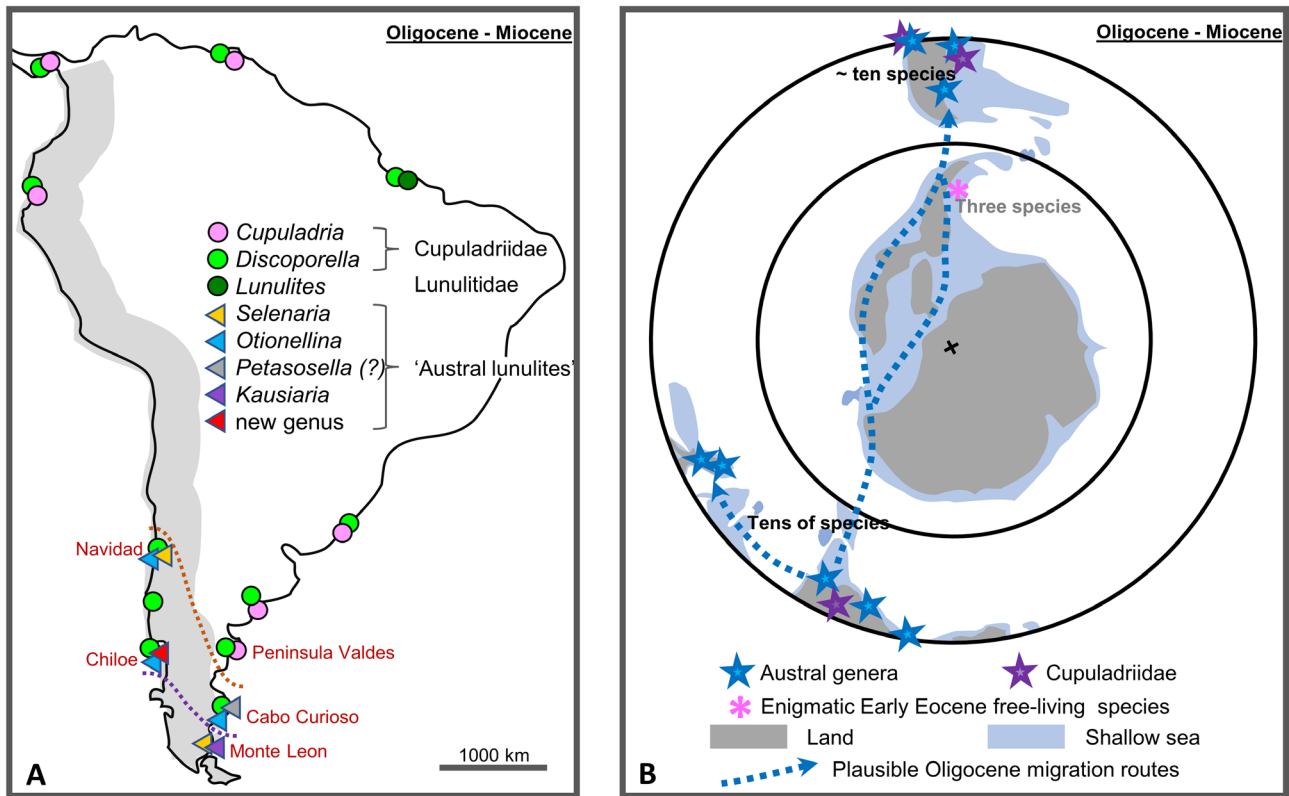 Oligocene - Miocene
Cupuladria
Discoporella
Cupuladriidae
Lunulites
Lunulitidae
Selenaria
Otionellina
Petasosella (?)
'Austral lunulites'
Kausiaria
new genus
Navidad
Chiloe
Peninsula Valdes
Cabo Curioso
Monte Leon
1000 km
A
Oligocene - Miocene
~ ten species
Three species
Tens of species
Austral genera
Cupuladriidae
Enigmatic Early Eocene free-living species
Land
Shallow sea
Plausible Oligocene migration routes
B